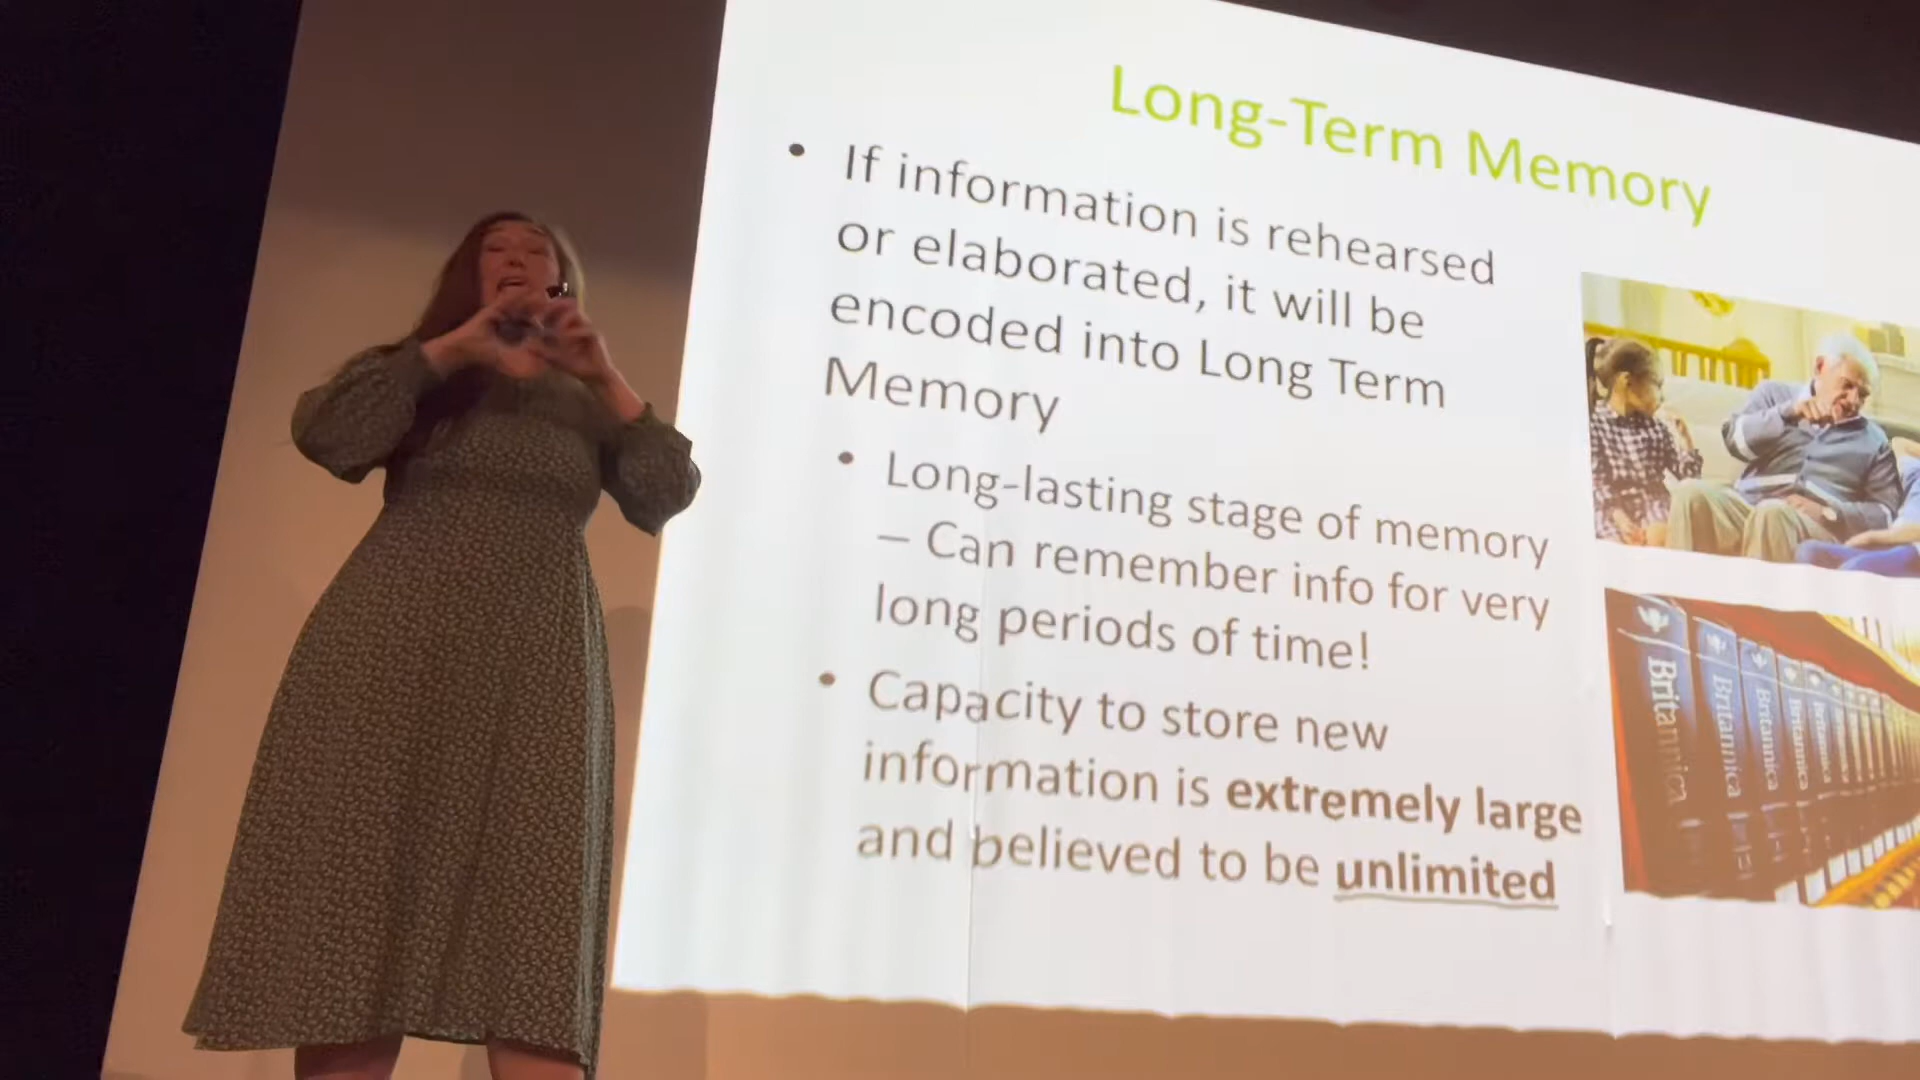 Long-Term Memory
• If information is rehearsed
or elaborated, it will be
encoded into Long Term
Memory
• Long-lasting stage of memory
– Can remember info for very
long periods of time!
• Capacity to store new
information is extremely large
and believed to be unlimited
Britannica
Britannica
Britannica
Britannica
Britannica